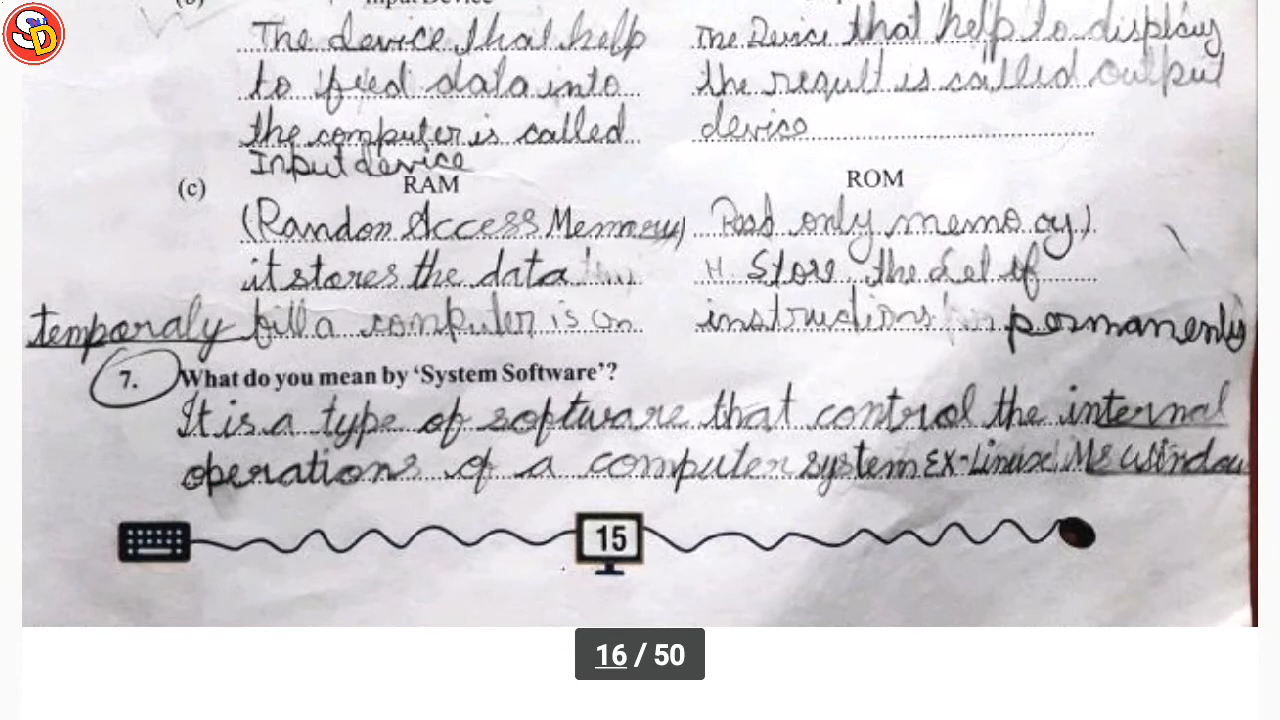 SD
Input Device
The device that help
to feed data into
the computer is called
Input device
The Device that help to display
the result is called output
device
(c)
RAM
ROM
(Randon Access Memmery)
it stores the data
temporaly till a computer is on
Read only memory)
It Store the set of
instructions permanently
7. What do you mean by ‘System Software’?
It is a type of software that control the internal
operations of a computer system Ex-Linux Ms Window
15
16 / 50